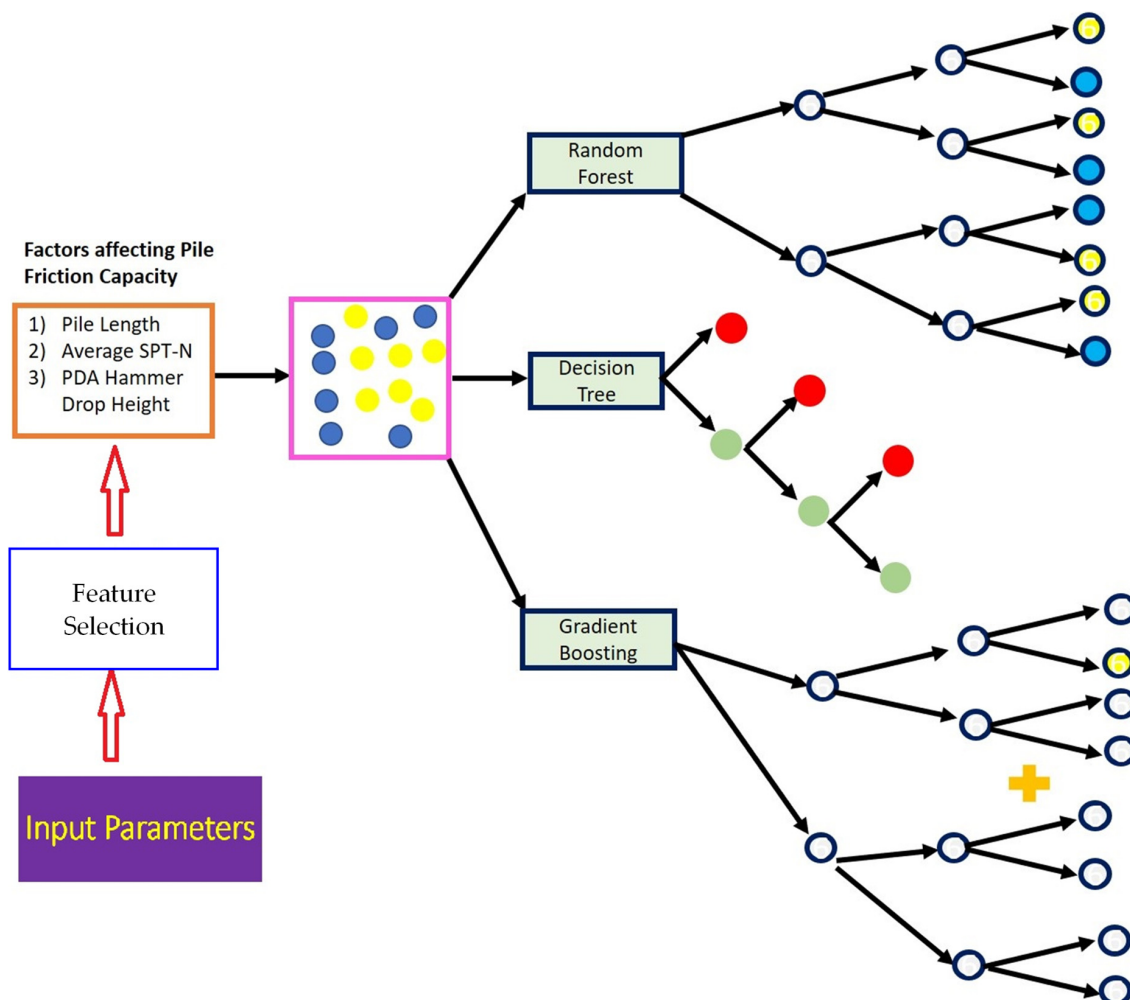 Random
Forest
Factors affecting Pile
Friction Capacity
1) Pile Length
2) Average SPT-N
3) PDA Hammer
Drop Height
Decision
Tree
Feature
Selection
Gradient
Boosting
Input Parameters